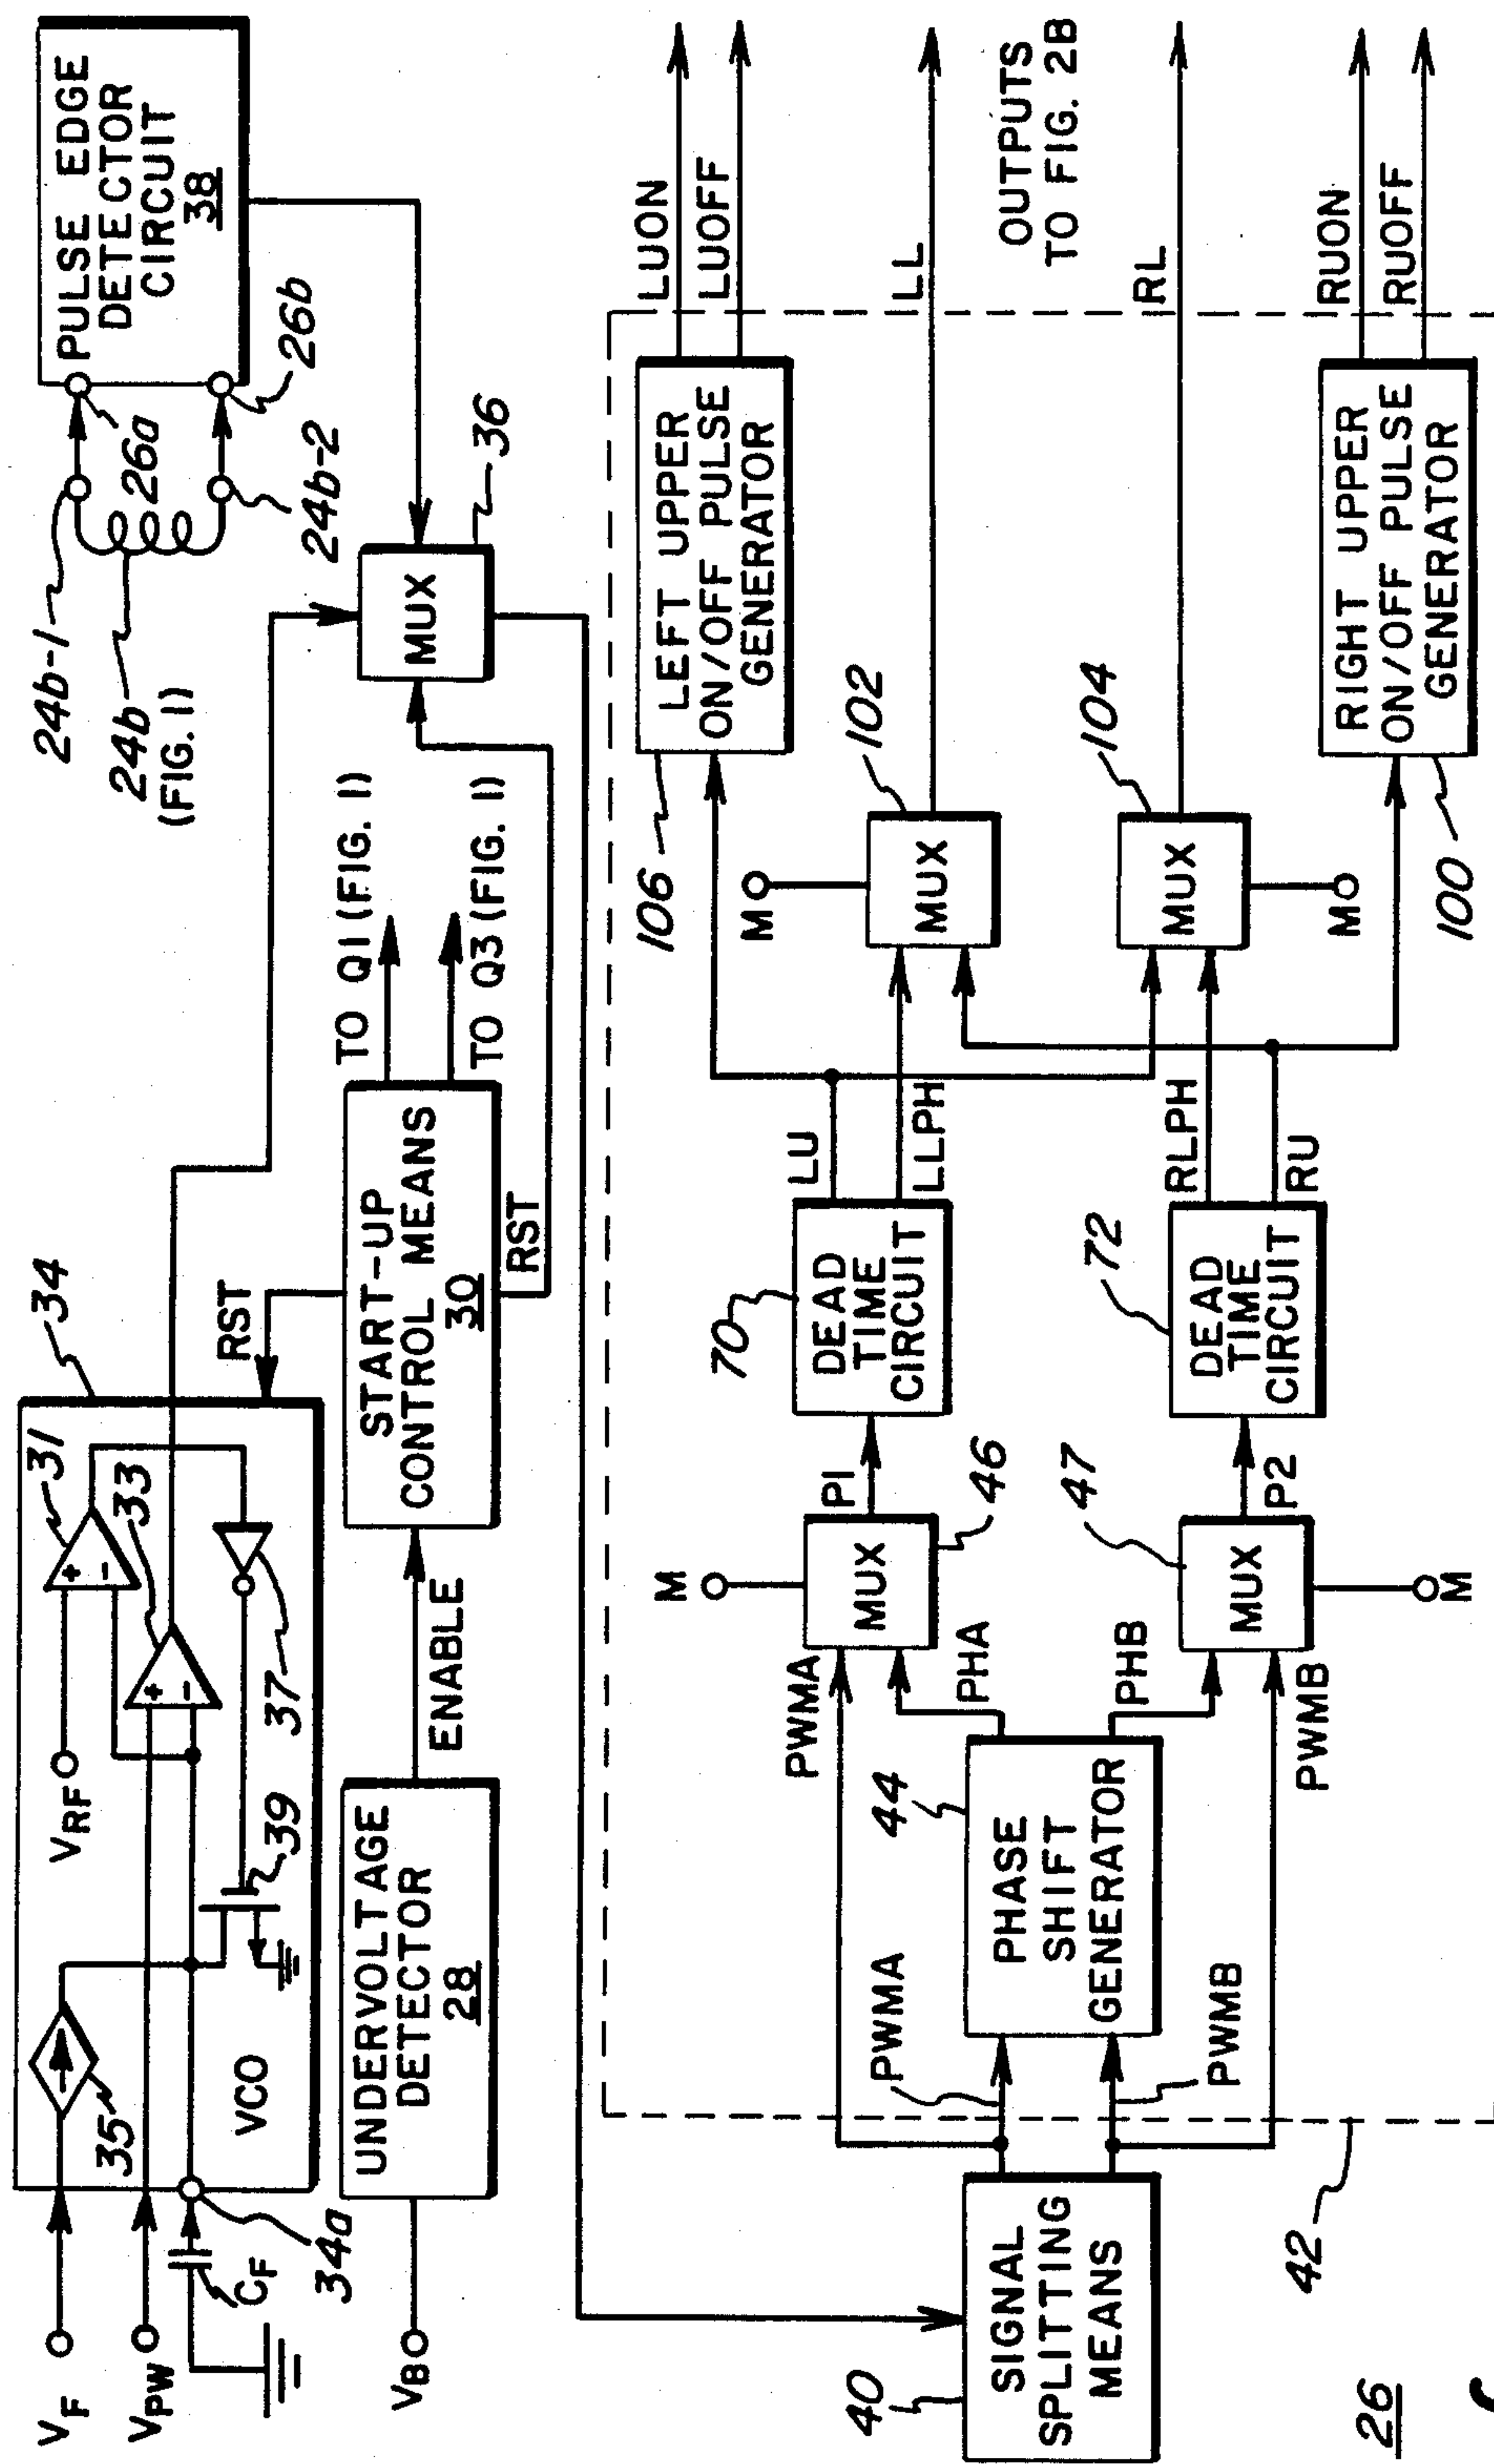 VF
VPW
CF
34a
35
VCO
VRF
39
31
33
37
34
RST
VB
UNDERVOLTAGE
DETECTOR
28
ENABLE
START-UP
CONTROL MEANS
30
RST
TO Q1 (FIG. 1)
TO Q3 (FIG. 1)
24b-1
24b
(FIG. 1)
26a
24b-2
26b
PULSE EDGE
DETECTOR
CIRCUIT
38
MUX
36
40
SIGNAL
SPLITTING
MEANS
42
PWMA
PWMB
44
PHASE
SHIFT
GENERATOR
PWMA
PHA
PHB
PWMB
M
MUX
46
47
MUX
M
P1
P2
70
DEAD
TIME
CIRCUIT
72
DEAD
TIME
CIRCUIT
LU
LLLPH
RLPH
RU
106
LEFT UPPER
ON/OFF PULSE
GENERATOR
M
MUX
102
104
MUX
M
100
RIGHT UPPER
ON/OFF PULSE
GENERATOR
LUON
LUOFF
LL
OUTPUTS
TO FIG. 2B
RL
RUON
RUOFF
26